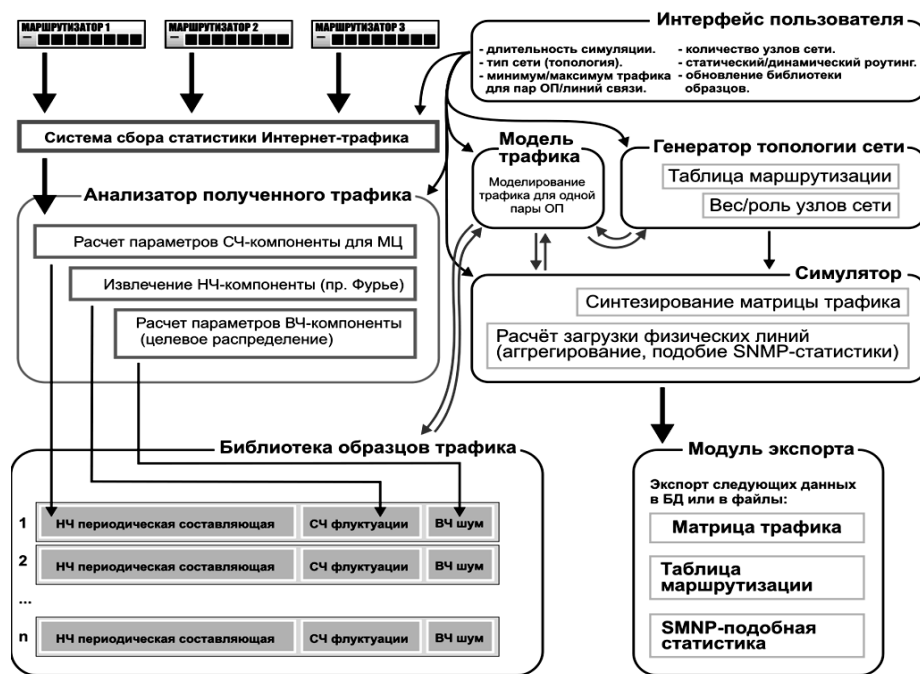 МАРШРУТИЗАТОР 1
МАРШРУТИЗАТОР 2
МАРШРУТИЗАТОР 3
Интерфейс пользователя
- длительность симуляции.
- тип сети (топология).
- минимум/максимум трафика
для пар ОП/линий связи.
- количество узлов сети.
- статический/динамический роутинг.
- обновление библиотеки
образцов.
Система сбора статистики Интернет-трафика
Модель
трафика
Моделирование
трафика для одной
пары ОП
Генератор топологии сети
Таблица маршрутизации
Вес/роль узлов сети
Анализатор полученного трафика
Расчет параметров СЧ-компоненты для МЦ
Извлечение НЧ-компоненты (пр. Фурье)
Расчет параметров ВЧ-компоненты
(целевое распределение)
Симулятор
Синтезирование матрицы трафика
Расчёт загрузки физических линий
(аггрегирование, подобие SNMP-статистики)
Библиотека образцов трафика
1 НЧ периодическая составляющая СЧ флуктуации ВЧ шум
2 НЧ периодическая составляющая СЧ флуктуации ВЧ шум
...
n НЧ периодическая составляющая СЧ флуктуации ВЧ шум
Модуль экспорта
Экспорт следующих данных
в БД или в файлы:
Матрица трафика
Таблица
маршрутизации
SMNP-подобная
статистика